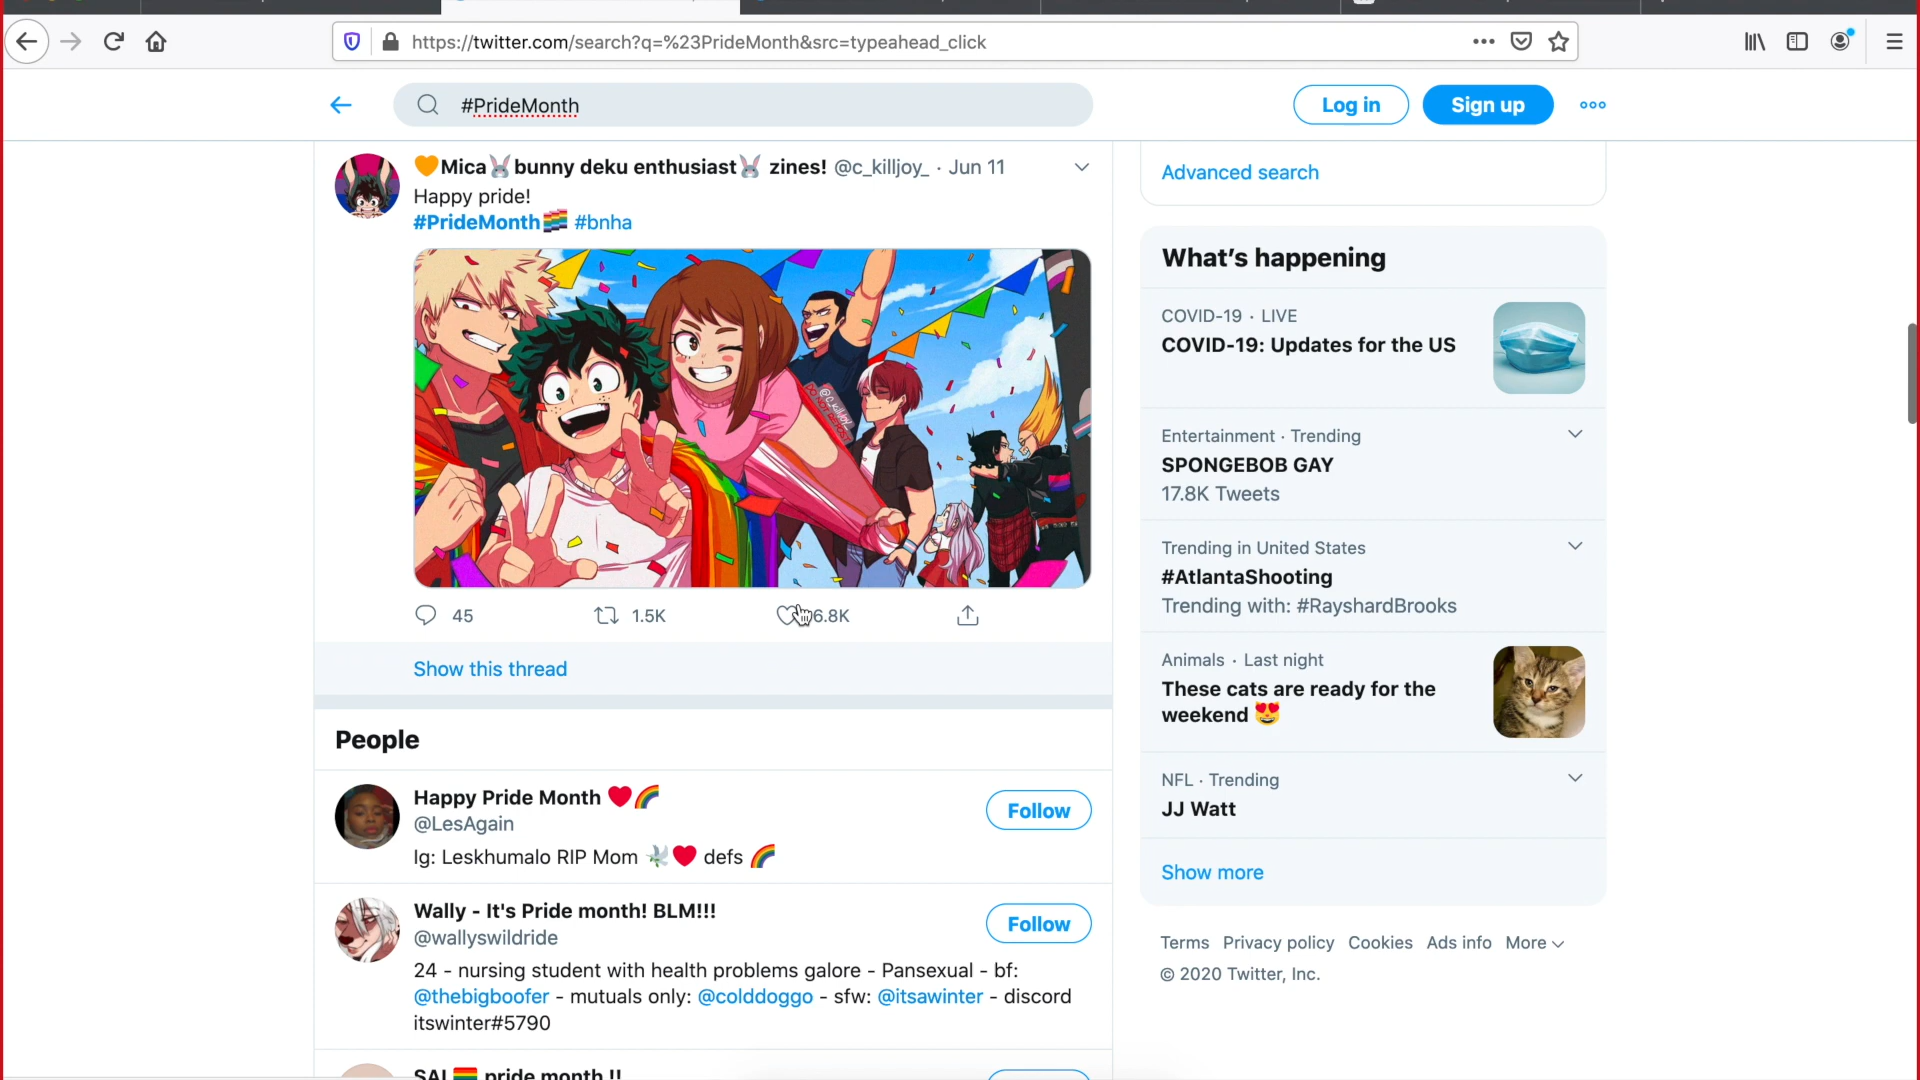 https://twitter.com/search?q=%23PrideMonth&src=typeahead_click
#PrideMonth
Log in
Sign up
🧡Mica🐰bunny deku enthusiast🐰 zines! @c_killjoy_ · Jun 11
Happy pride!
#PrideMonth #bnha
@c_killjoy
45
1.5K
6.8K
Show this thread
People
Happy Pride Month ❤️🌈
@LesAgain
Follow
Ig: Leskhumalo RIP Mom 🕊❤️ defs 🌈
Wally - It's Pride month! BLM!!!
@wallyswildride
Follow
24 - nursing student with health problems galore - Pansexual - bf:
@thebigboofer - mutuals only: @colddoggo - sfw: @itsawinter - discord
itswinter#5790
pride month !!
Advanced search
What's happening
COVID-19 · LIVE
COVID-19: Updates for the US
Entertainment · Trending
SPONGEBOB GAY
17.8K Tweets
Trending in United States
#AtlantaShooting
Trending with: #RayshardBrooks
Animals · Last night
These cats are ready for the
weekend 😍
NFL · Trending
JJ Watt
Show more
Terms Privacy policy Cookies Ads info More
© 2020 Twitter, Inc.